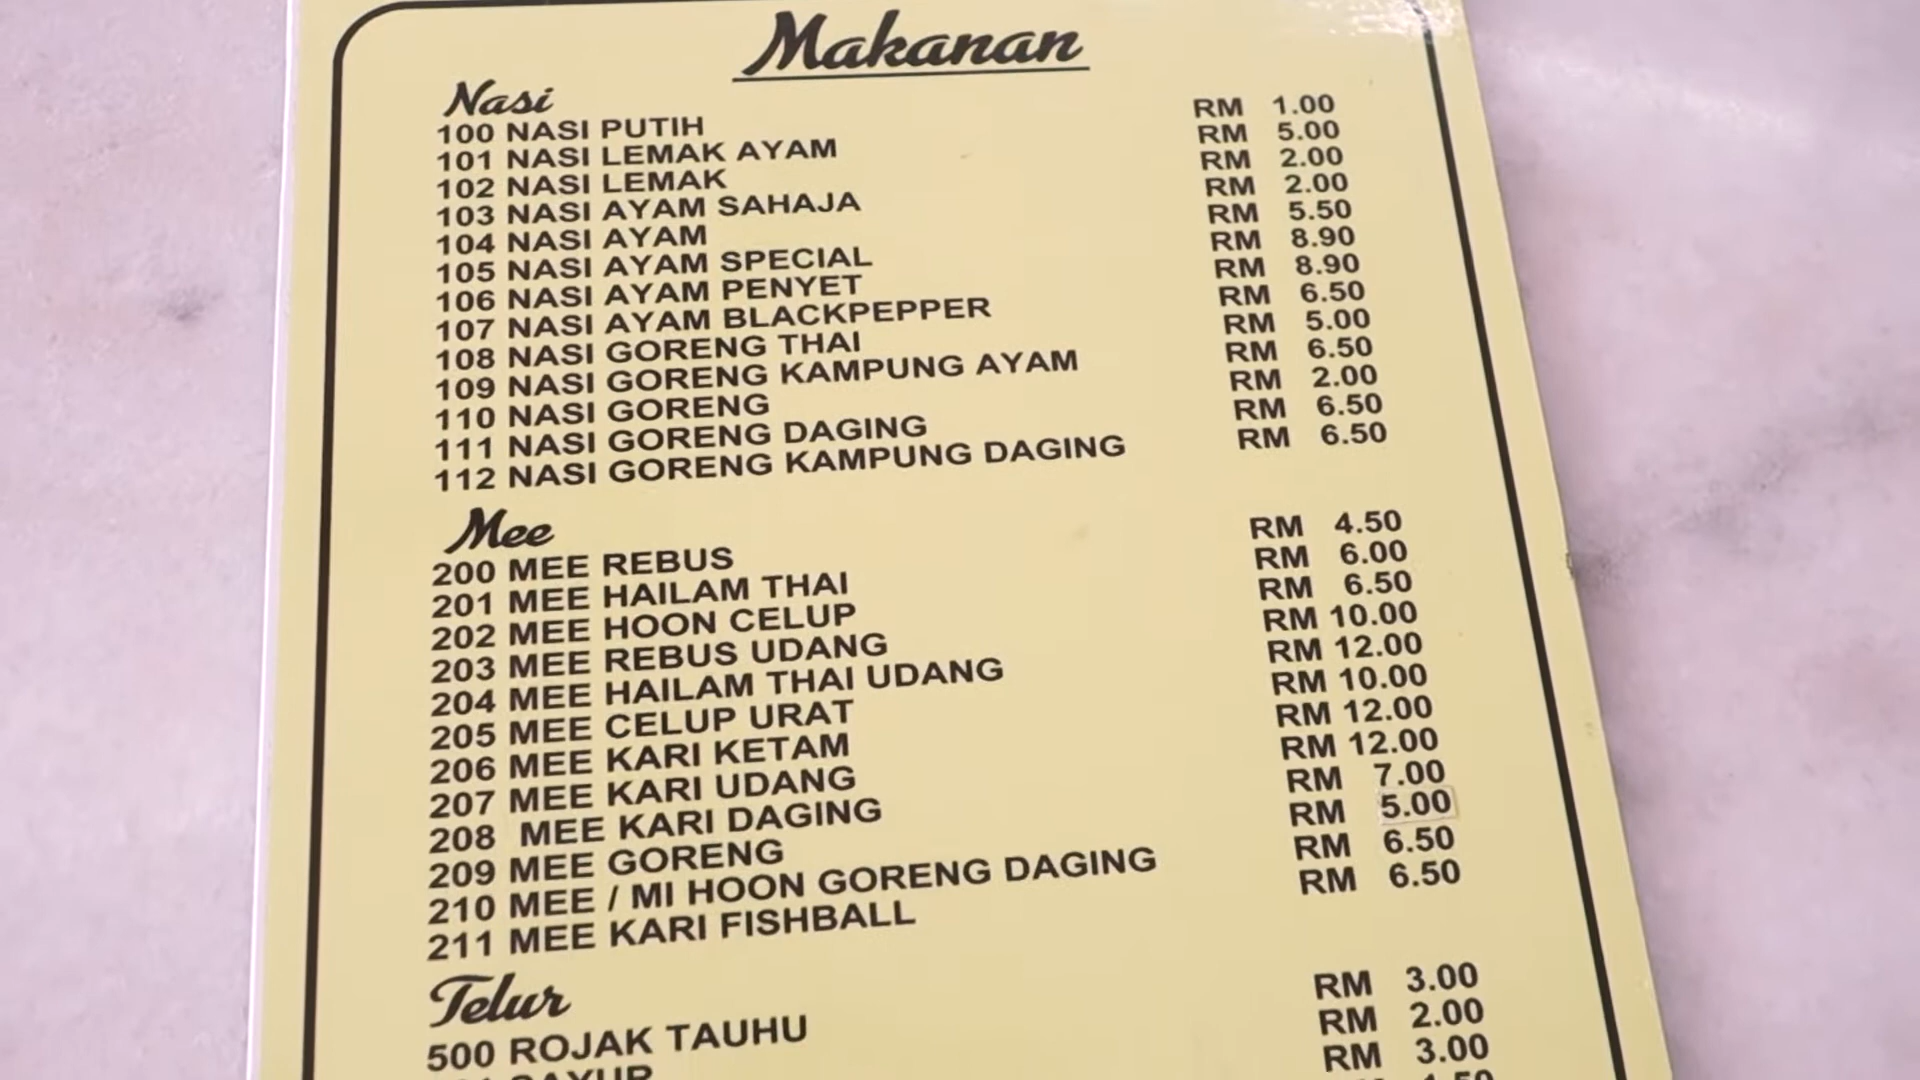 Makanan
Nasi
100 NASI PUTIH RM 1.00
101 NASI LEMAK AYAM RM 5.00
102 NASI LEMAK RM 2.00
103 NASI AYAM SAHAJA RM 2.00
104 NASI AYAM RM 5.50
105 NASI AYAM SPECIAL RM 8.90
106 NASI AYAM PENYET RM 8.90
107 NASI AYAM BLACKPEPPER RM 6.50
108 NASI GORENG THAI RM 5.00
109 NASI GORENG KAMPUNG AYAM RM 6.50
110 NASI GORENG RM 2.00
111 NASI GORENG DAGING RM 6.50
112 NASI GORENG KAMPUNG DAGING RM 6.50
Mee
200 MEE REBUS RM 4.50
201 MEE HAILAM THAI RM 6.00
202 MEE HOON CELUP RM 6.50
203 MEE REBUS UDANG RM 10.00
204 MEE HAILAM THAI UDANG RM 12.00
205 MEE CELUP URAT RM 10.00
206 MEE KARI KETAM RM 12.00
207 MEE KARI UDANG RM 12.00
208 MEE KARI DAGING RM 7.00
209 MEE GORENG RM 5.00
210 MEE / MI HOON GORENG DAGING RM 6.50
211 MEE KARI FISHBALL RM 6.50
Telur
500 ROJAK TAUHU RM 3.00
SAYUR RM 2.00
RM 3.00